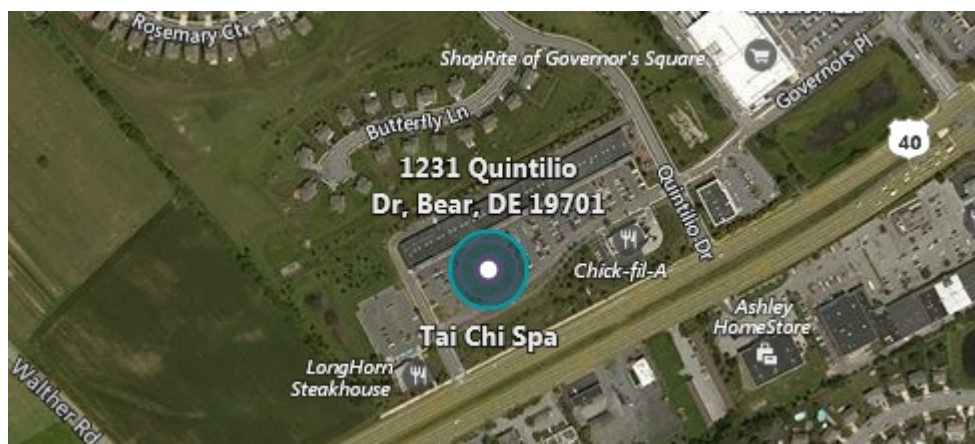 Rosemary Ct
ShopRite of Governor's Square
Governors Pl
40
Butterfly Ln
1231 Quintilio
Dr, Bear, DE 19701
Quintilio Dr
Chick-fil-A
Tai Chi Spa
Ashley
HomeStore
LongHorn
Steakhouse
Walther Rd